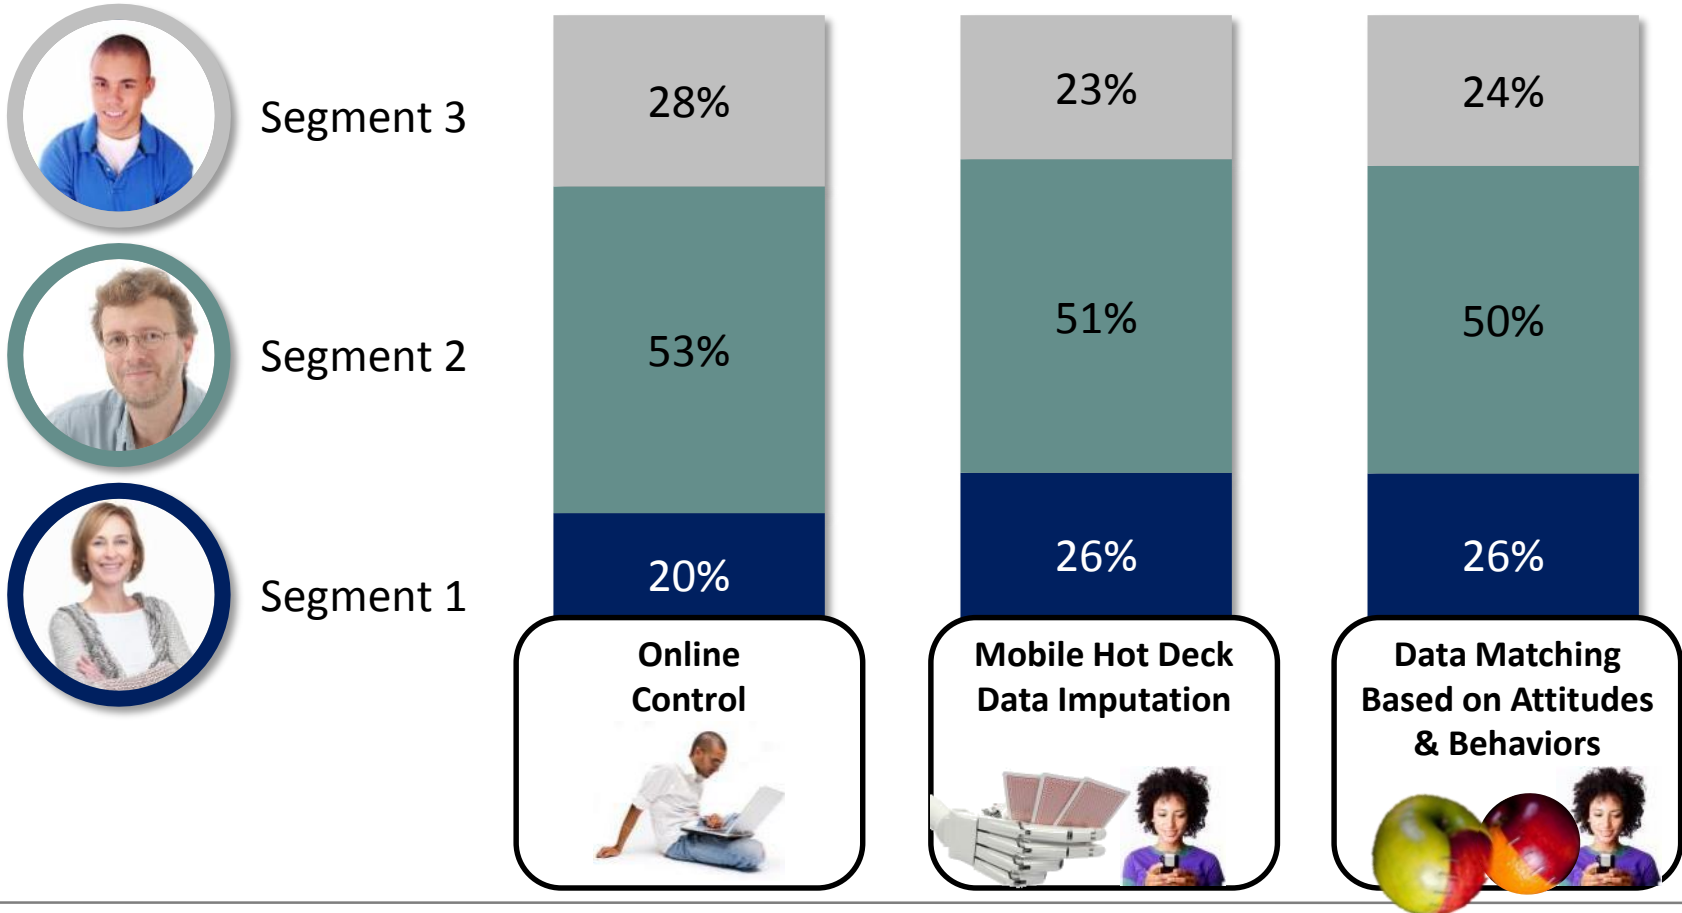 Segment 3
28%
23%
24%
Segment 2
53%
51%
50%
Segment 1
20%
26%
26%
Online
Control
Mobile Hot Deck
Data Imputation
Data Matching
Based on Attitudes
& Behaviors